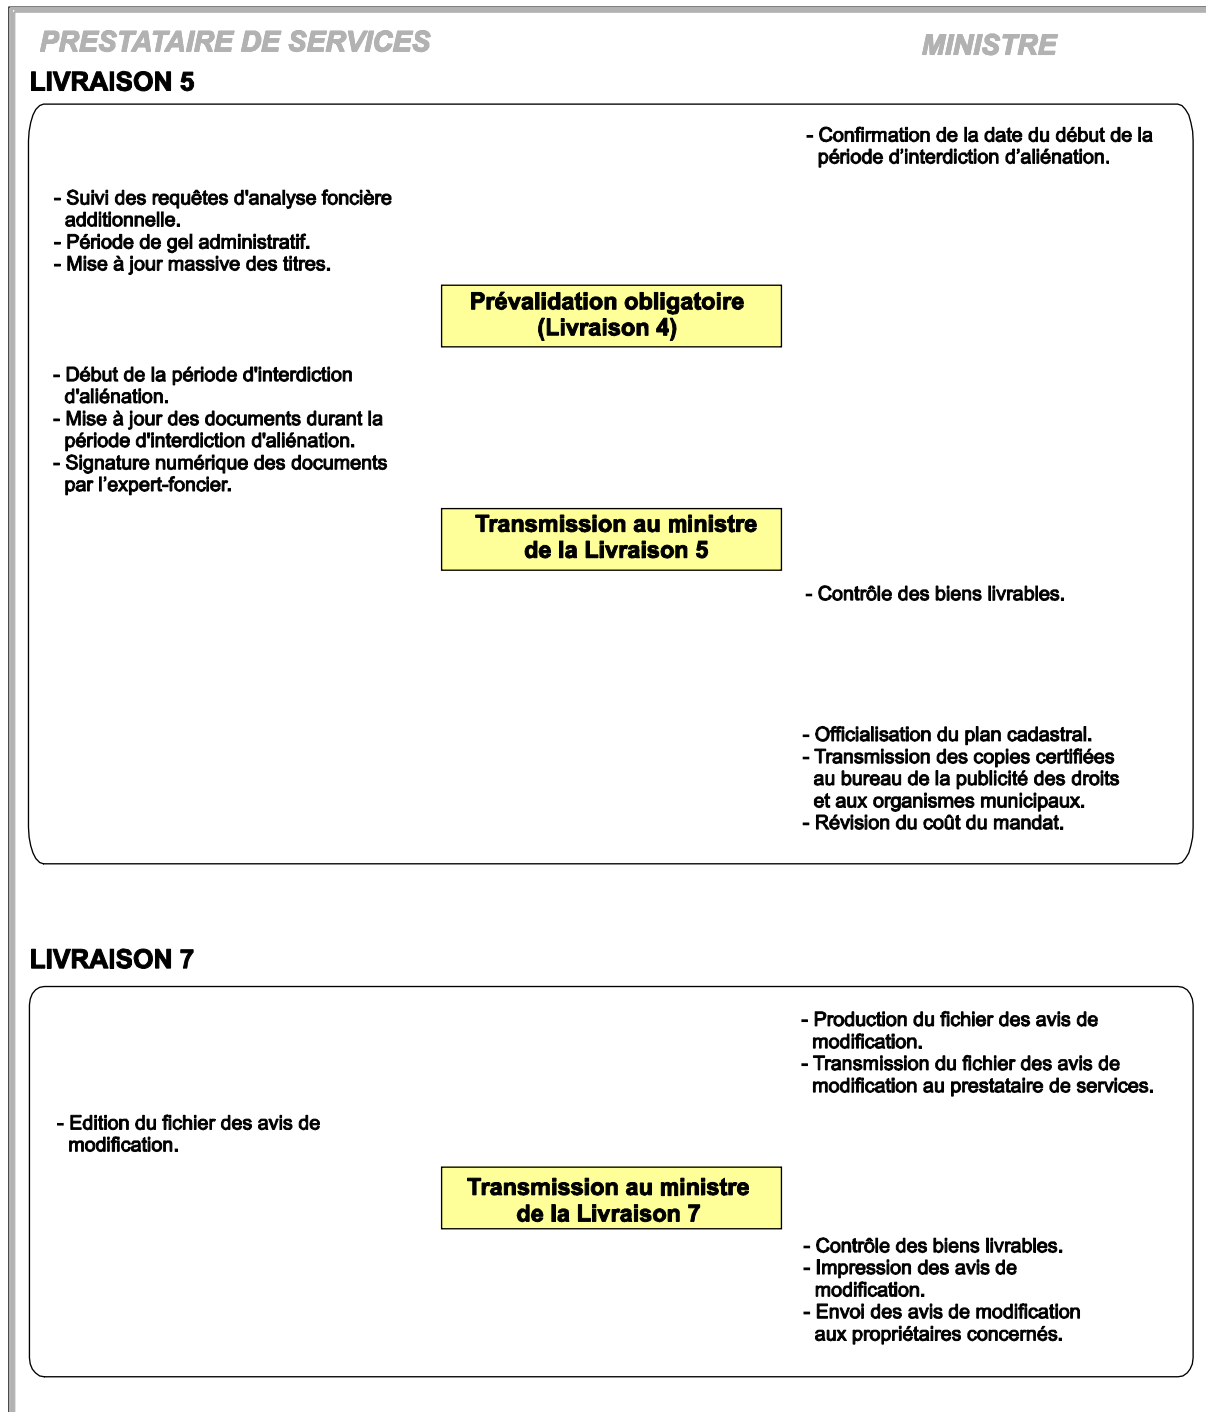 PRESTATAIRE DE SERVICES
MINISTRE
LIVRAISON 5
- Confirmation de la date du début de la
période d'interdiction d'aliénation.
- Suivi des requêtes d'analyse foncière
additionnelle.
- Période de gel administratif.
- Mise à jour massive des titres.
Prévalidation obligatoire
(Livraison 4)
- Début de la période d'interdiction
d'aliénation.
- Mise à jour des documents durant la
période d'interdiction d'aliénation.
- Signature numérique des documents
par l'expert-foncier.
Transmission au ministre
de la Livraison 5
- Contrôle des biens livrables.
- Officialisation du plan cadastral.
- Transmission des copies certifiées
au bureau de la publicité des droits
et aux organismes municipaux.
- Révision du coût du mandat.
LIVRAISON 7
- Production du fichier des avis de
modification.
- Transmission du fichier des avis de
modification au prestataire de services.
- Edition du fichier des avis de
modification.
Transmission au ministre
de la Livraison 7
- Contrôle des biens livrables.
- Impression des avis de
modification.
- Envoi des avis de modification
aux propriétaires concernés.